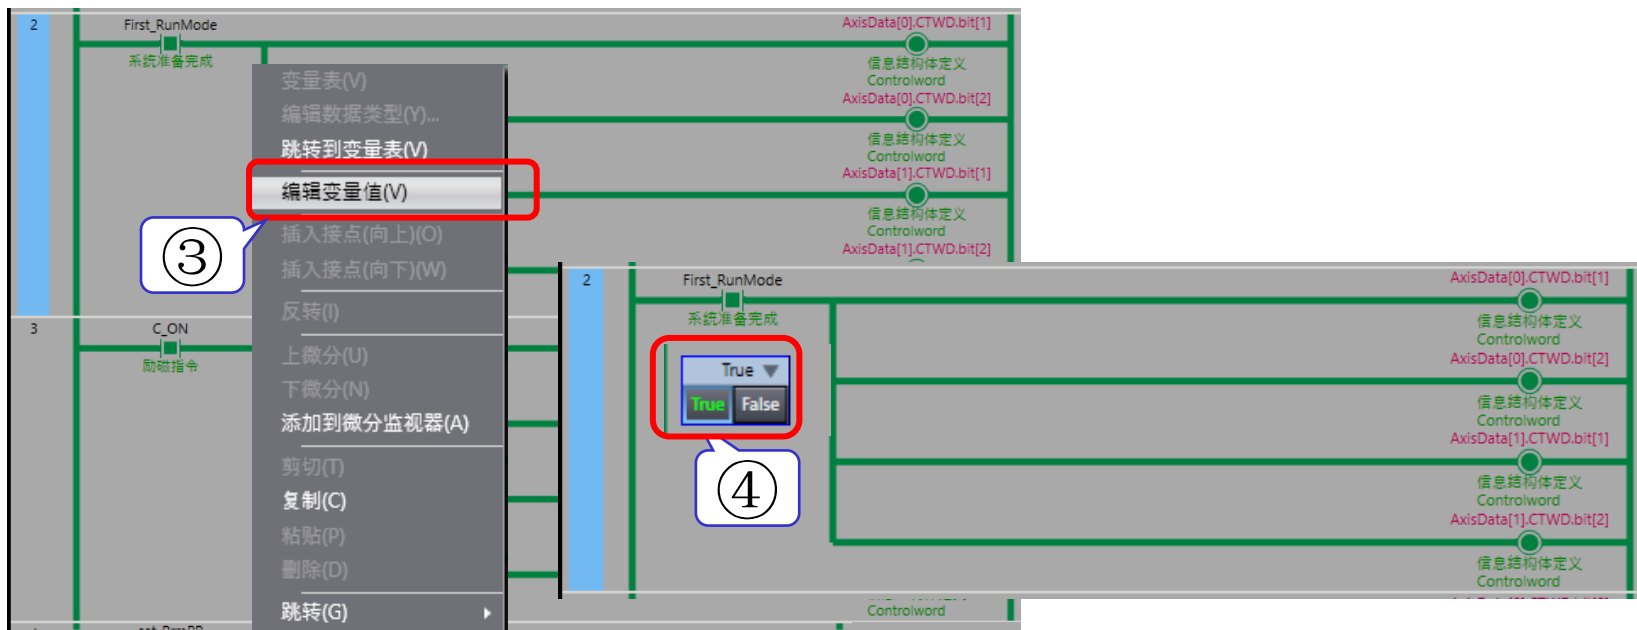 2
First_RunMode
系统准备完成
AxisData[0].CTWD.bit[1]
信息结构体定义
Controlword
AxisData[0].CTWD.bit[2]
信息结构体定义
Controlword
AxisData[1].CTWD.bit[1]
信息结构体定义
Controlword
AxisData[1].CTWD.bit[2]
变量表(V)
编辑数据类型(Y)...
跳转到变量表(V)
编辑变量值(V)
插入接点(向上)(O)
插入接点(向下)(W)
反转(I)
上微分(U)
下微分(N)
添加到微分监视器(A)
剪切(T)
复制(C)
粘贴(P)
删除(D)
跳转(G)
③
3
C_ON
励磁指令
Controlword
2
First_RunMode
系统准备完成
True
True
False
④
AxisData[0].CTWD.bit[1]
信息结构体定义
Controlword
AxisData[0].CTWD.bit[2]
信息结构体定义
Controlword
AxisData[1].CTWD.bit[1]
信息结构体定义
Controlword
AxisData[1].CTWD.bit[2]
信息结构体定义
Controlword